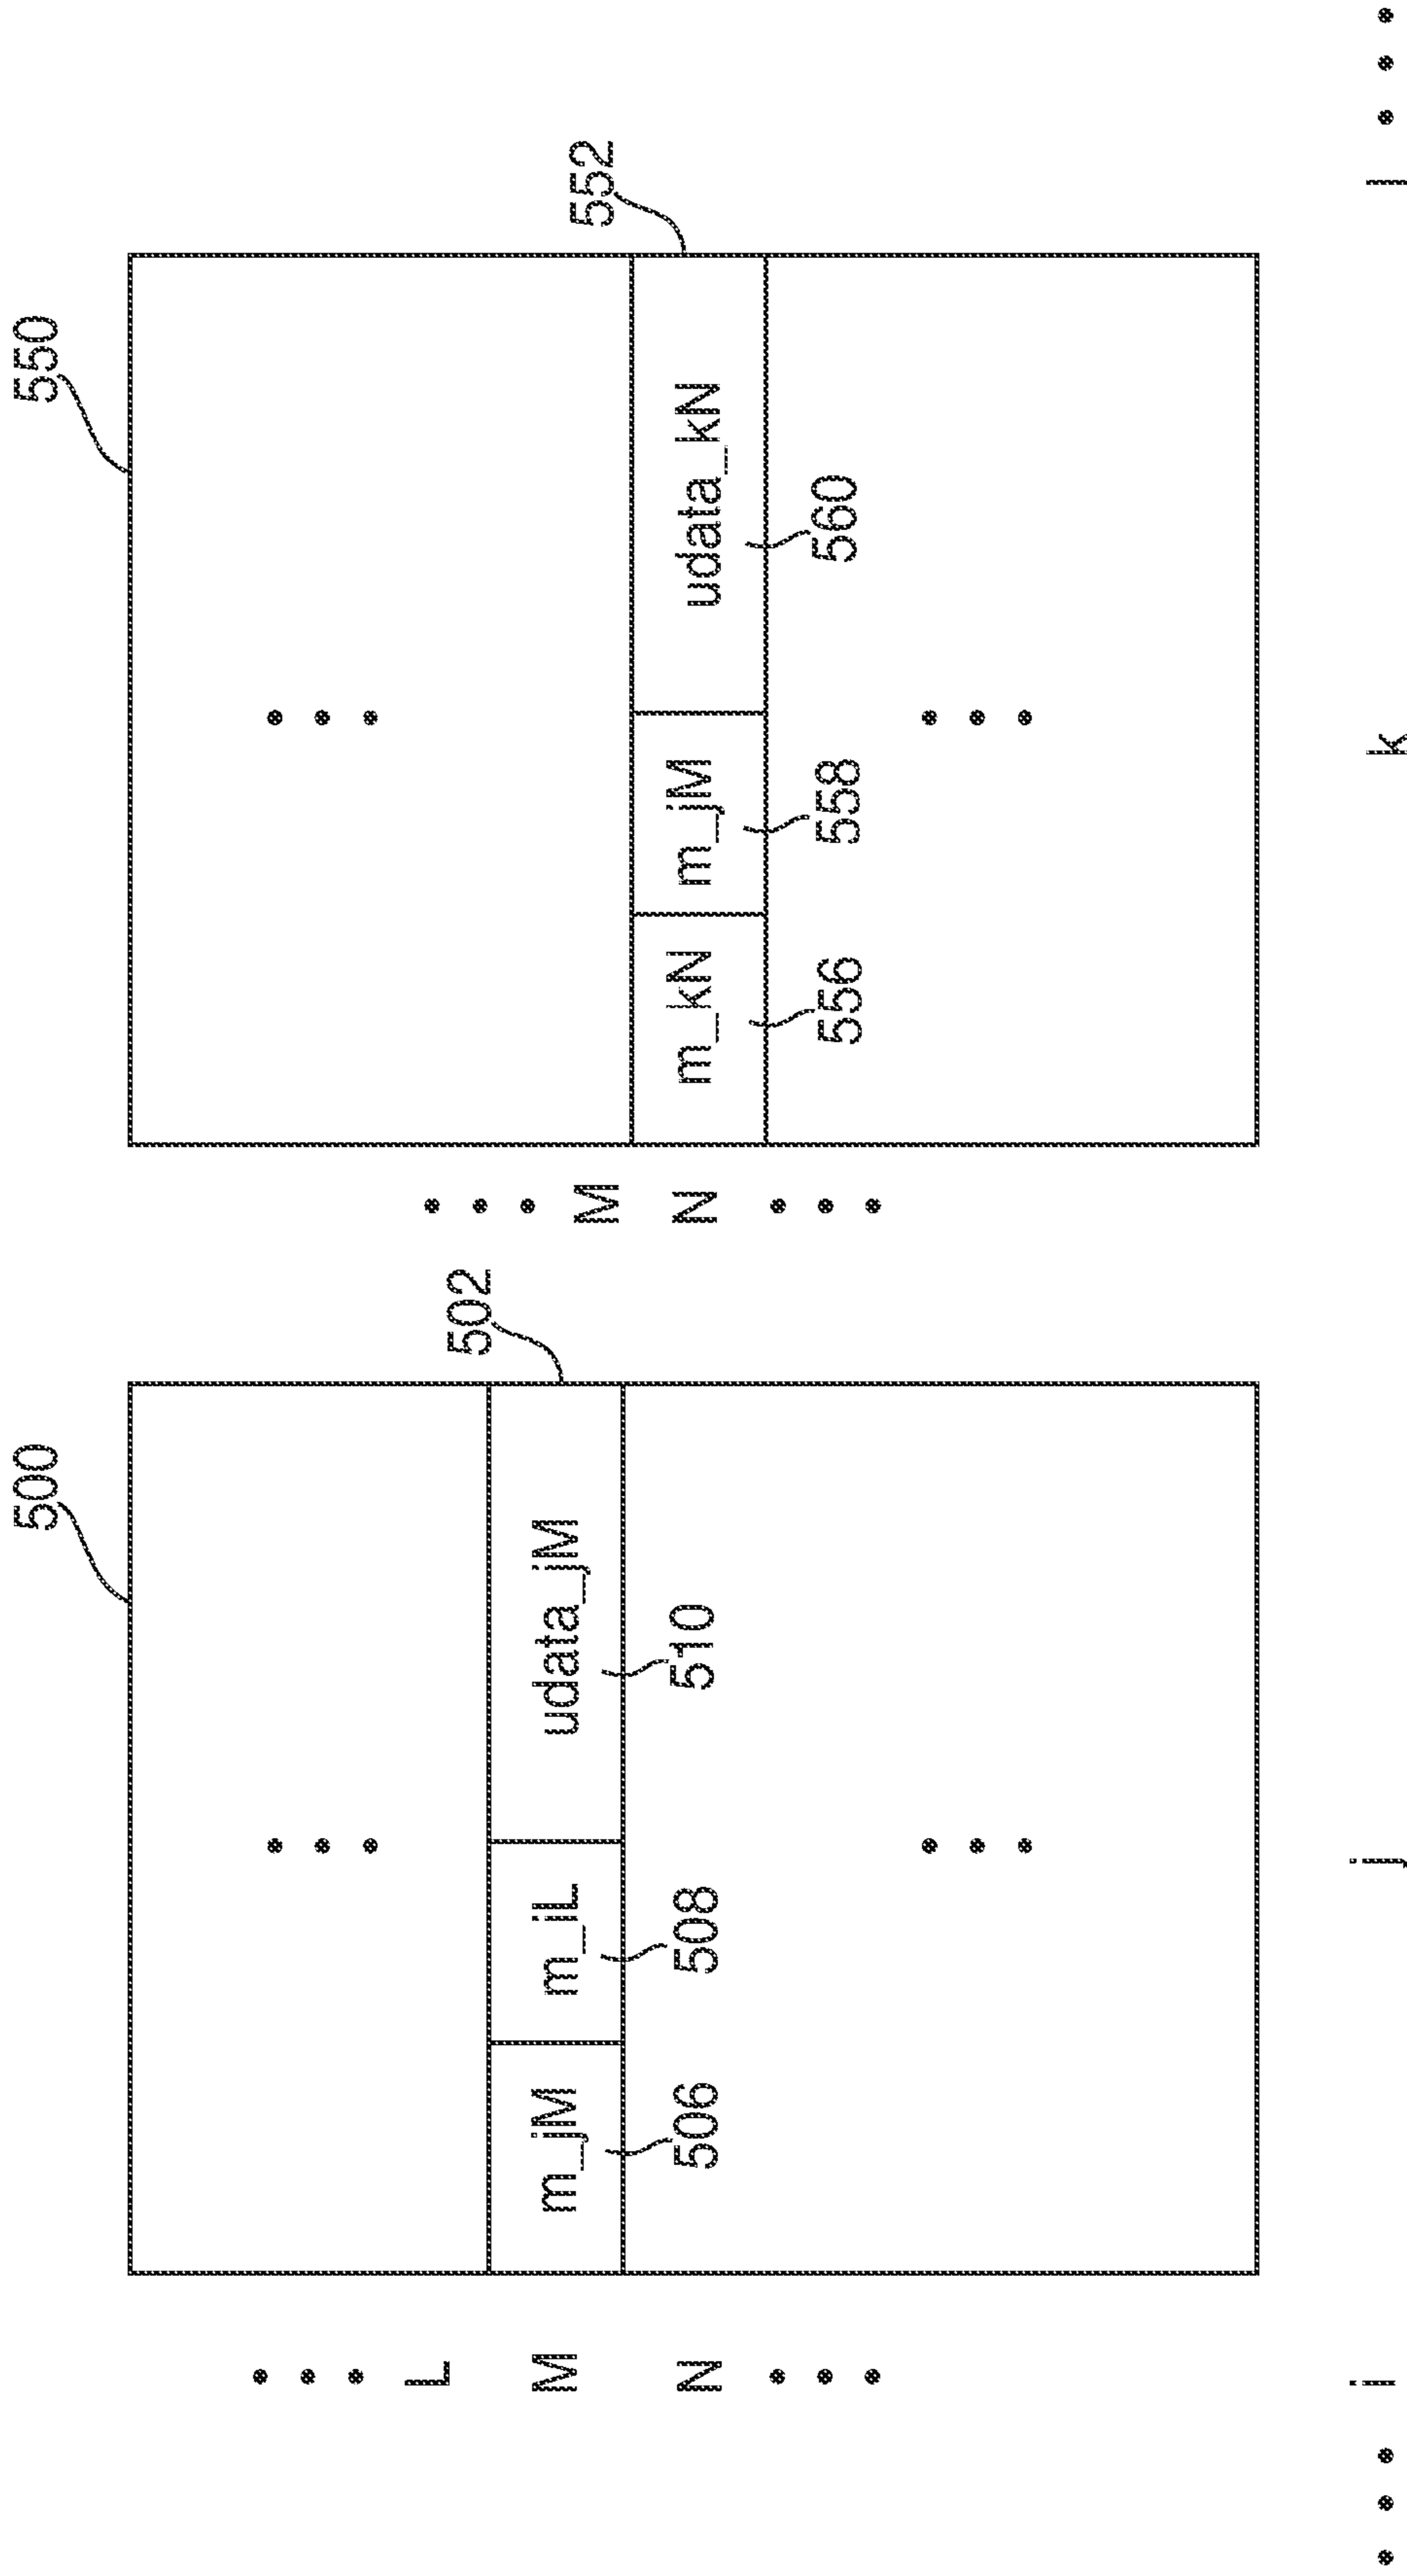 500 550
L 502
M m_jM m_iL udata_jM
M 552
N 506 508 510
N m_kN m_jM udata_kN
556 558 560
i j k l